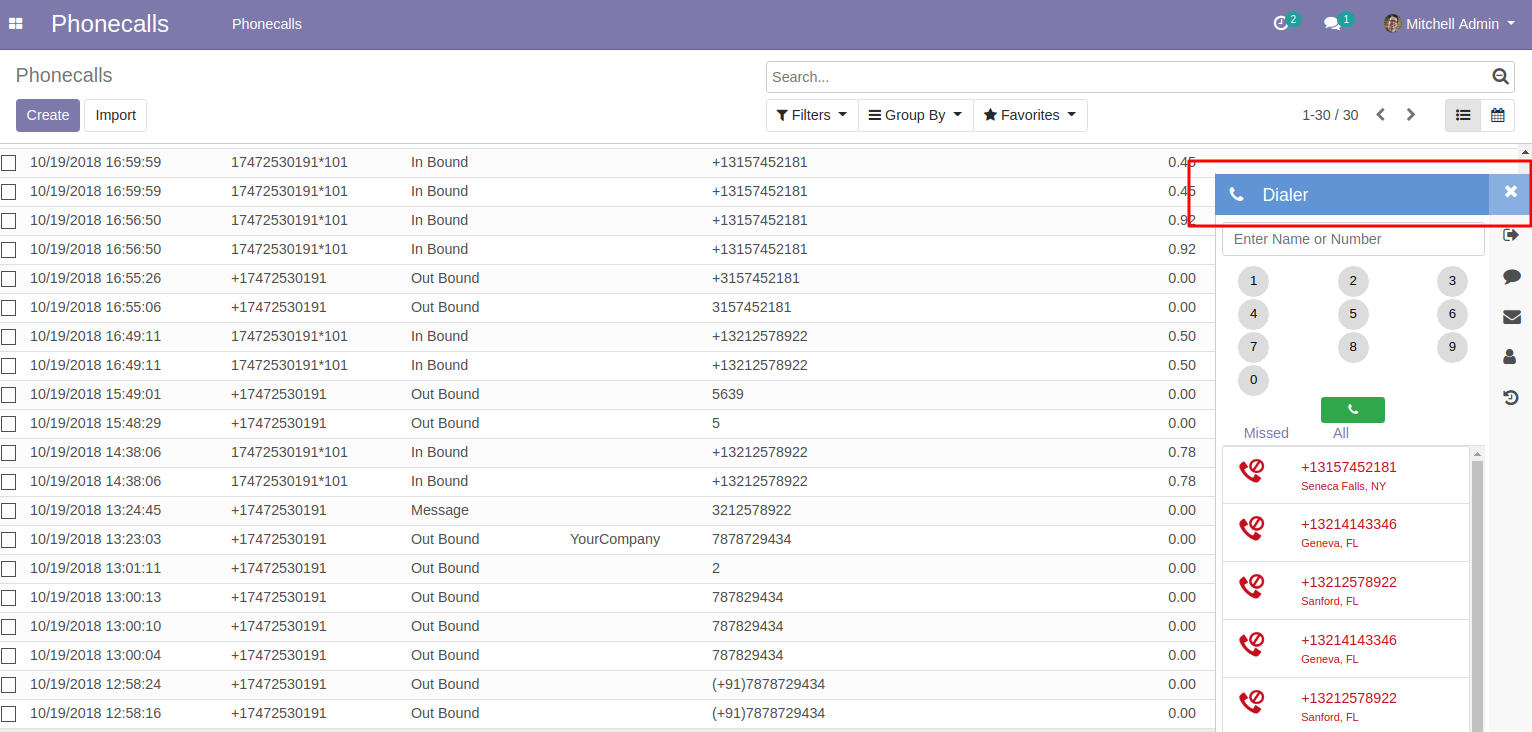 Phonecalls Phonecalls 2 1 Mitchell Admin
Phonecalls
Search...
Create Import
Filters Group By Favorites 1-30 / 30
10/19/2018 16:59:59 17472530191*101 In Bound +13157452181 0.45
10/19/2018 16:59:59 17472530191*101 In Bound +13157452181 0.45
10/19/2018 16:56:50 17472530191*101 In Bound +13157452181 0.92
10/19/2018 16:56:50 17472530191*101 In Bound +13157452181 0.92
10/19/2018 16:55:26 +17472530191 Out Bound +3157452181 0.00
10/19/2018 16:55:06 +17472530191 Out Bound 3157452181 0.00
10/19/2018 16:49:11 17472530191*101 In Bound +13212578922 0.50
10/19/2018 16:49:11 17472530191*101 In Bound +13212578922 0.50
10/19/2018 15:49:01 +17472530191 Out Bound 5639 0.00
10/19/2018 15:48:29 +17472530191 Out Bound 5 0.00
10/19/2018 14:38:06 17472530191*101 In Bound +13212578922 0.78
10/19/2018 14:38:06 17472530191*101 In Bound +13212578922 0.78
10/19/2018 13:24:45 +17472530191 Message 3212578922 0.00
10/19/2018 13:23:03 +17472530191 Out Bound YourCompany 7878729434 0.00
10/19/2018 13:01:11 +17472530191 Out Bound 2 0.00
10/19/2018 13:00:13 +17472530191 Out Bound 787829434 0.00
10/19/2018 13:00:10 +17472530191 Out Bound 787829434 0.00
10/19/2018 13:00:04 +17472530191 Out Bound 787829434 0.00
10/19/2018 12:58:24 +17472530191 Out Bound (+91)7878729434 0.00
10/19/2018 12:58:16 +17472530191 Out Bound (+91)7878729434 0.00
Dialer
Enter Name or Number
1 2 3
4 5 6
7 8 9
0
Missed All
+13157452181
Seneca Falls, NY
+13214143346
Geneva, FL
+13212578922
Sanford, FL
+13214143346
Geneva, FL
+13212578922
Sanford, FL